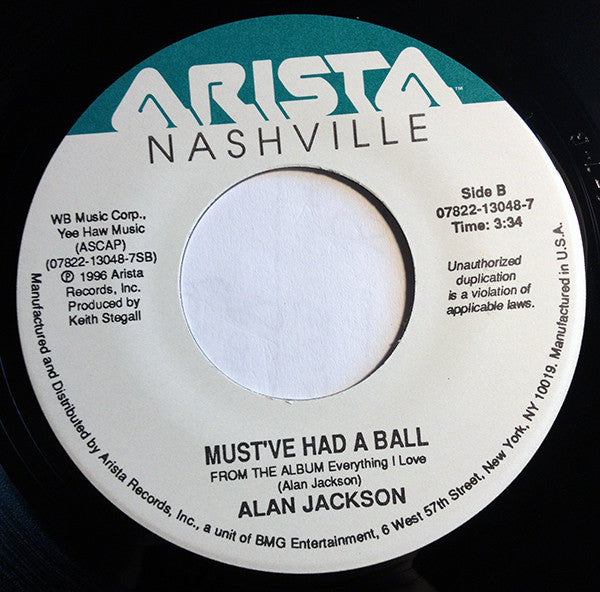 ARISTA™
NASHVILLE
WB Music Corp.,
Yee Haw Music
(ASCAP)
(07822-13048-7SB)
℗ 1996 Arista
Records, Inc.
Produced by
Keith Stegall
Side B
07822-13048-7
Time: 3:34
Unauthorized
duplication
is a violation of
applicable laws.
MUST'VE HAD A BALL
FROM THE ALBUM Everything I Love
(Alan Jackson)
ALAN JACKSON
Manufactured and Distributed by Arista Records, Inc., a unit of BMG Entertainment, 6 West 57th Street, New York, NY 10019. Manufactured in U.S.A.